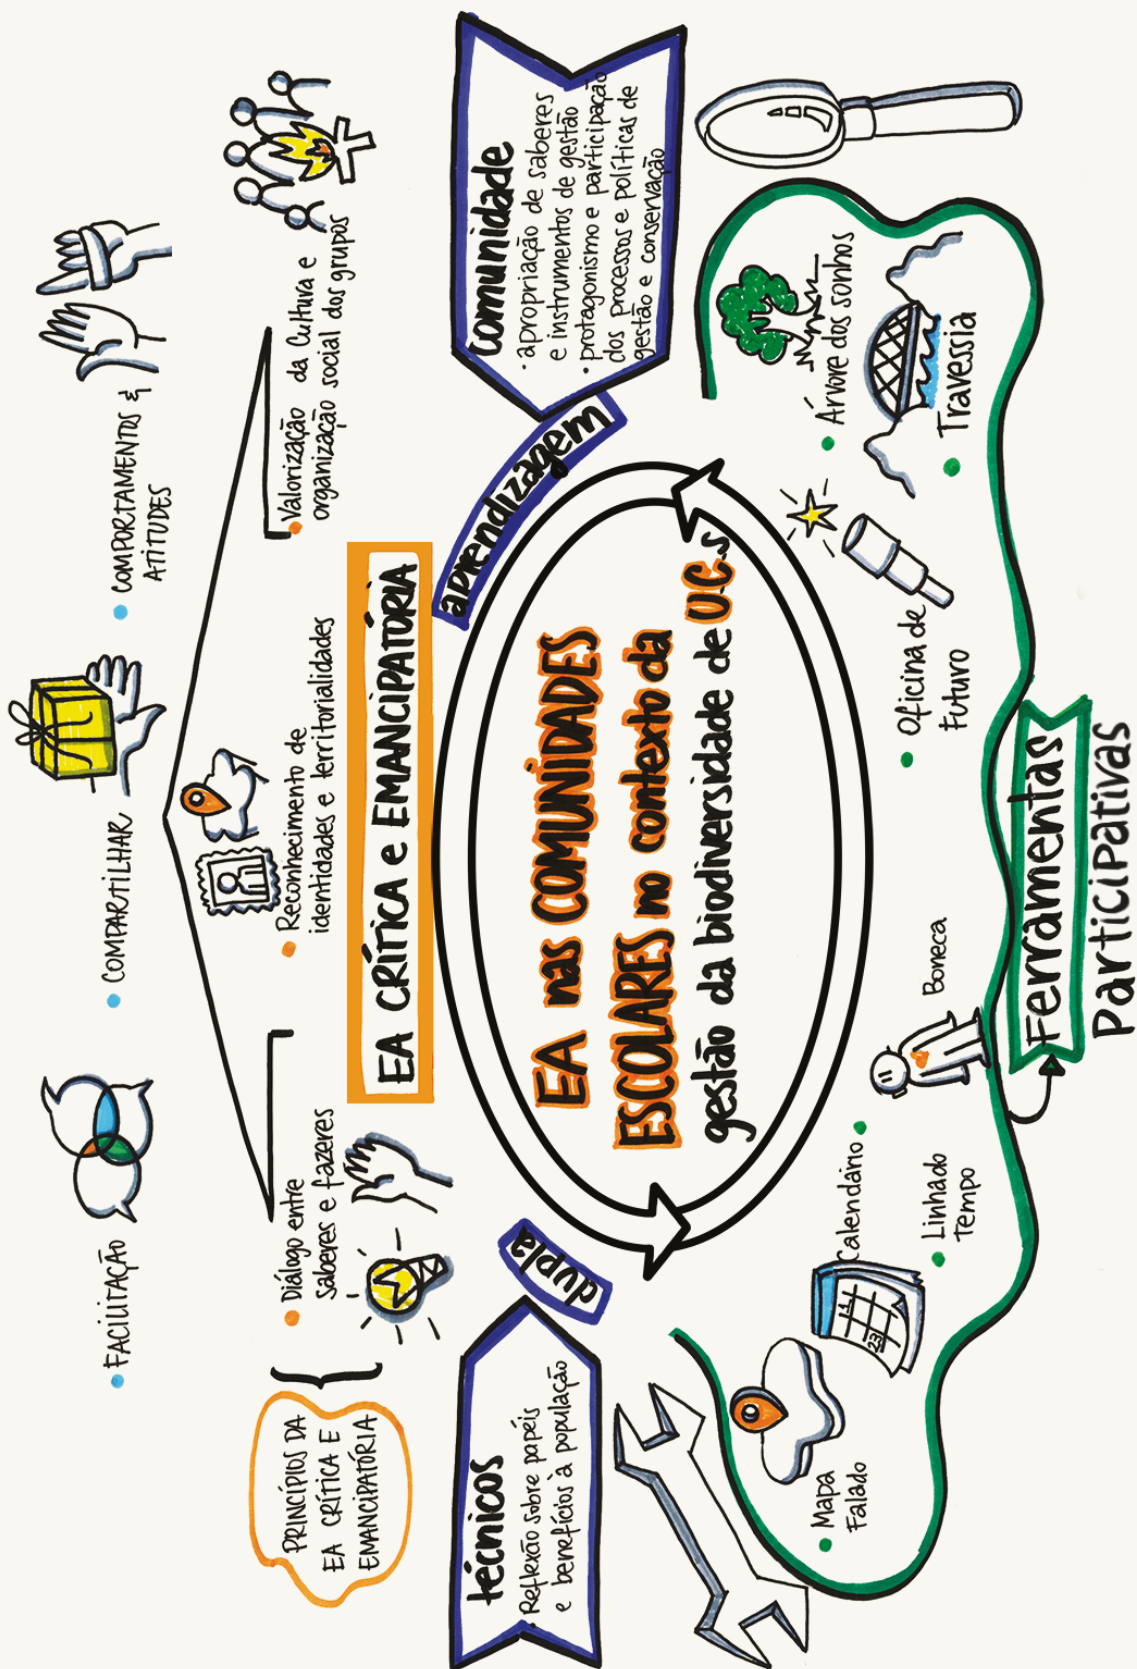 • FACILITAÇÃO
• COMPARTILHAR
• COMPORTAMENTOS &
ATITUDES
PRINCÍPIOS DA
EA CRÍTICA E
EMANCIPATÓRIA
• Diálogo entre
saberes e fazeres
• Reconhecimento de
identidades e territorialidades
• Valorização da Cultura e
organização social dos grupos
EA CRÍTICA e EMANCIPATÓRIA
técnicos
· Reflexão sobre papéis
e benefícios à população
dupla
aprendizagem
comunidade
· apropriação de saberes
e instrumentos de gestão
· protagonismo e participação
dos processos e políticas de
gestão e conservação
EA nas COMUNIDADES
ESCOLARES no contexto da
gestão da biodiversidade de U.C.s
• Mapa
Falado
Calendário •
14
23
• Linhado
Tempo
Boneca
• Oficina de
Futuro
• Árvore dos sonhos
• Travessia
Ferramentas
Participativas